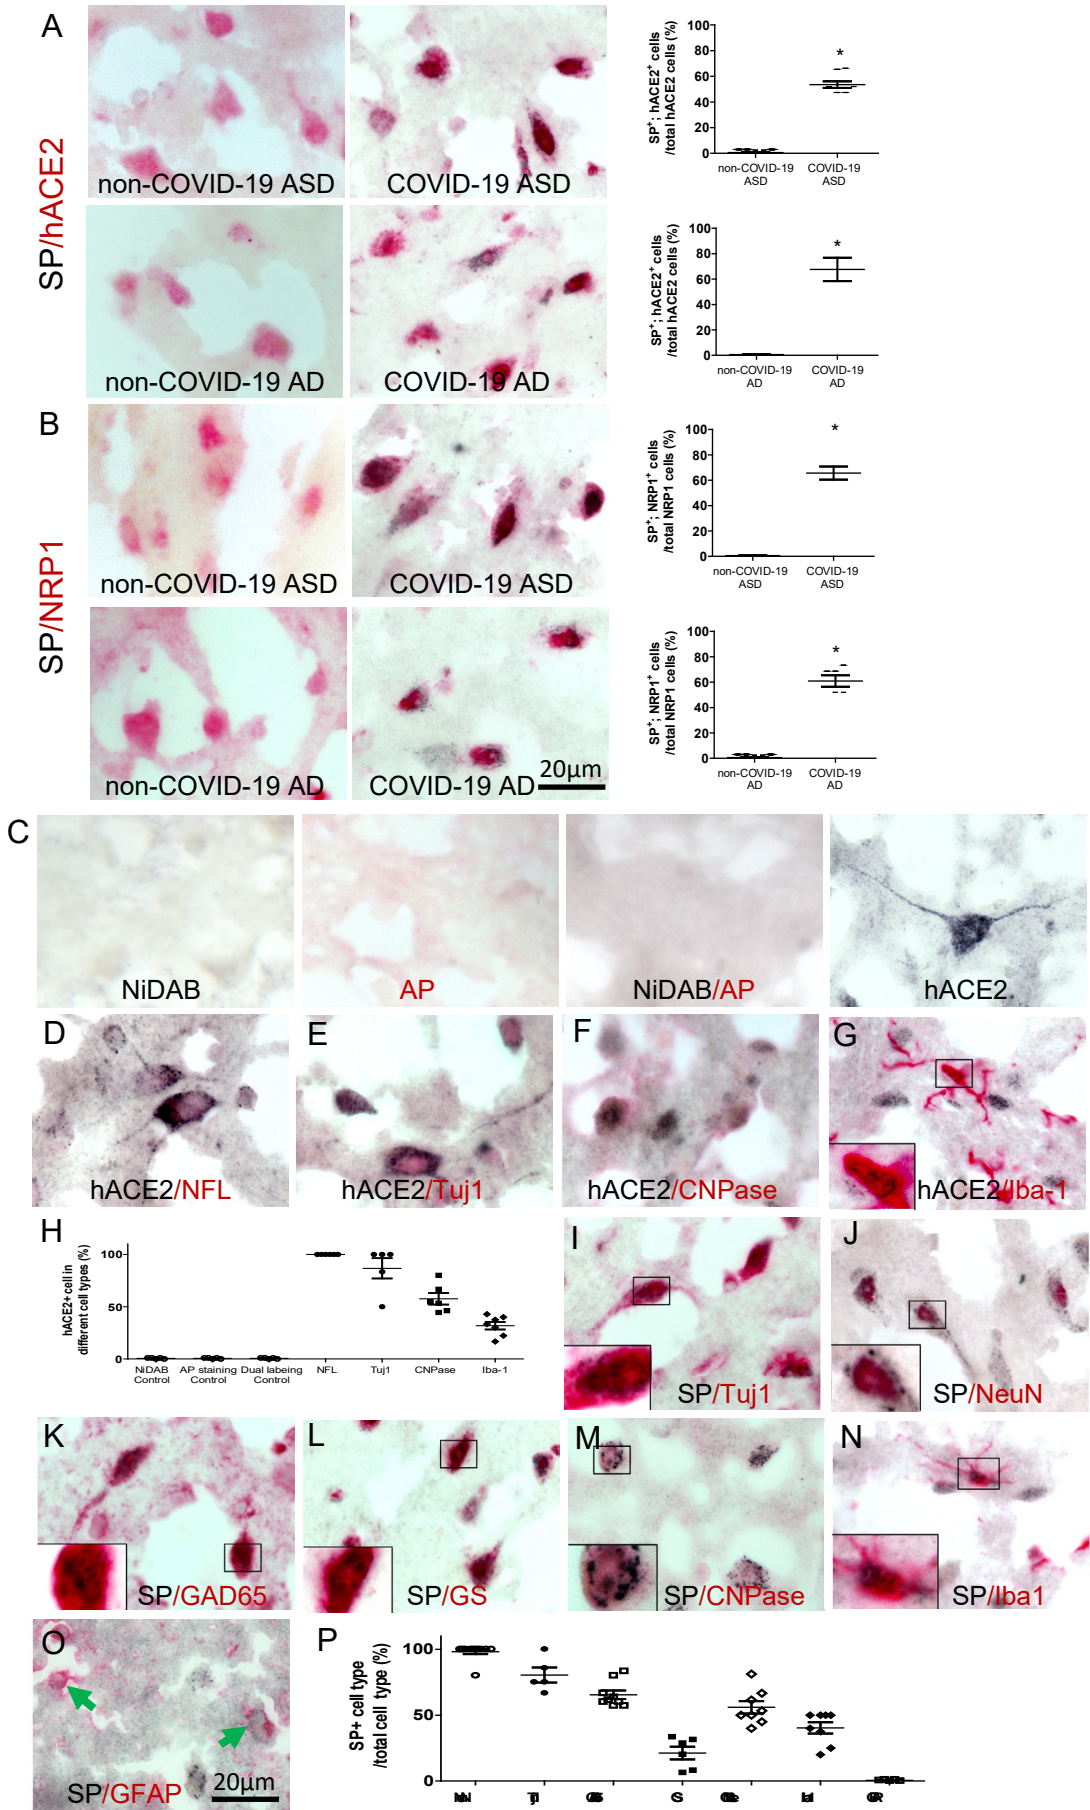 A
SP/hACE2
non-COVID-19 ASD
COVID-19 ASD
non-COVID-19 AD
COVID-19 AD
SP⁺; hACE2⁺ cells
/total hACE2 cells (%)
100
80
60
40
20
0
*
non-COVID-19
ASD
COVID-19
ASD
SP⁺; hACE2⁺ cells
/total hACE2 cells (%)
100
80
60
40
20
0
*
non-COVID-19
AD
COVID-19
AD
B
SP/NRP1
non-COVID-19 ASD
COVID-19 ASD
non-COVID-19 AD
COVID-19 AD
20µm
SP⁺; NRP1⁺ cells
/total NRP1 cells (%)
100
80
60
40
20
0
*
non-COVID-19
ASD
COVID-19
ASD
SP⁺; NRP1⁺ cells
/total NRP1 cells (%)
100
80
60
40
20
0
*
non-COVID-19
AD
COVID-19
AD
C
NiDAB
AP
NiDAB/AP
hACE2
D
hACE2/NFL
E
hACE2/Tuj1
F
hACE2/CNPase
G
hACE2/Iba-1
H
hACE2+ cell in
different cell types (%)
100
50
0
NiDAB
Control
AP staining
Control
Dual labeing
Control
NFL
Tuj1
CNPase
Iba-1
I
SP/Tuj1
J
SP/NeuN
K
SP/GAD65
L
SP/GS
M
SP/CNPase
N
SP/Iba1
O
SP/GFAP
20µm
P
SP+ cell type
/total cell type (%)
100
50
0